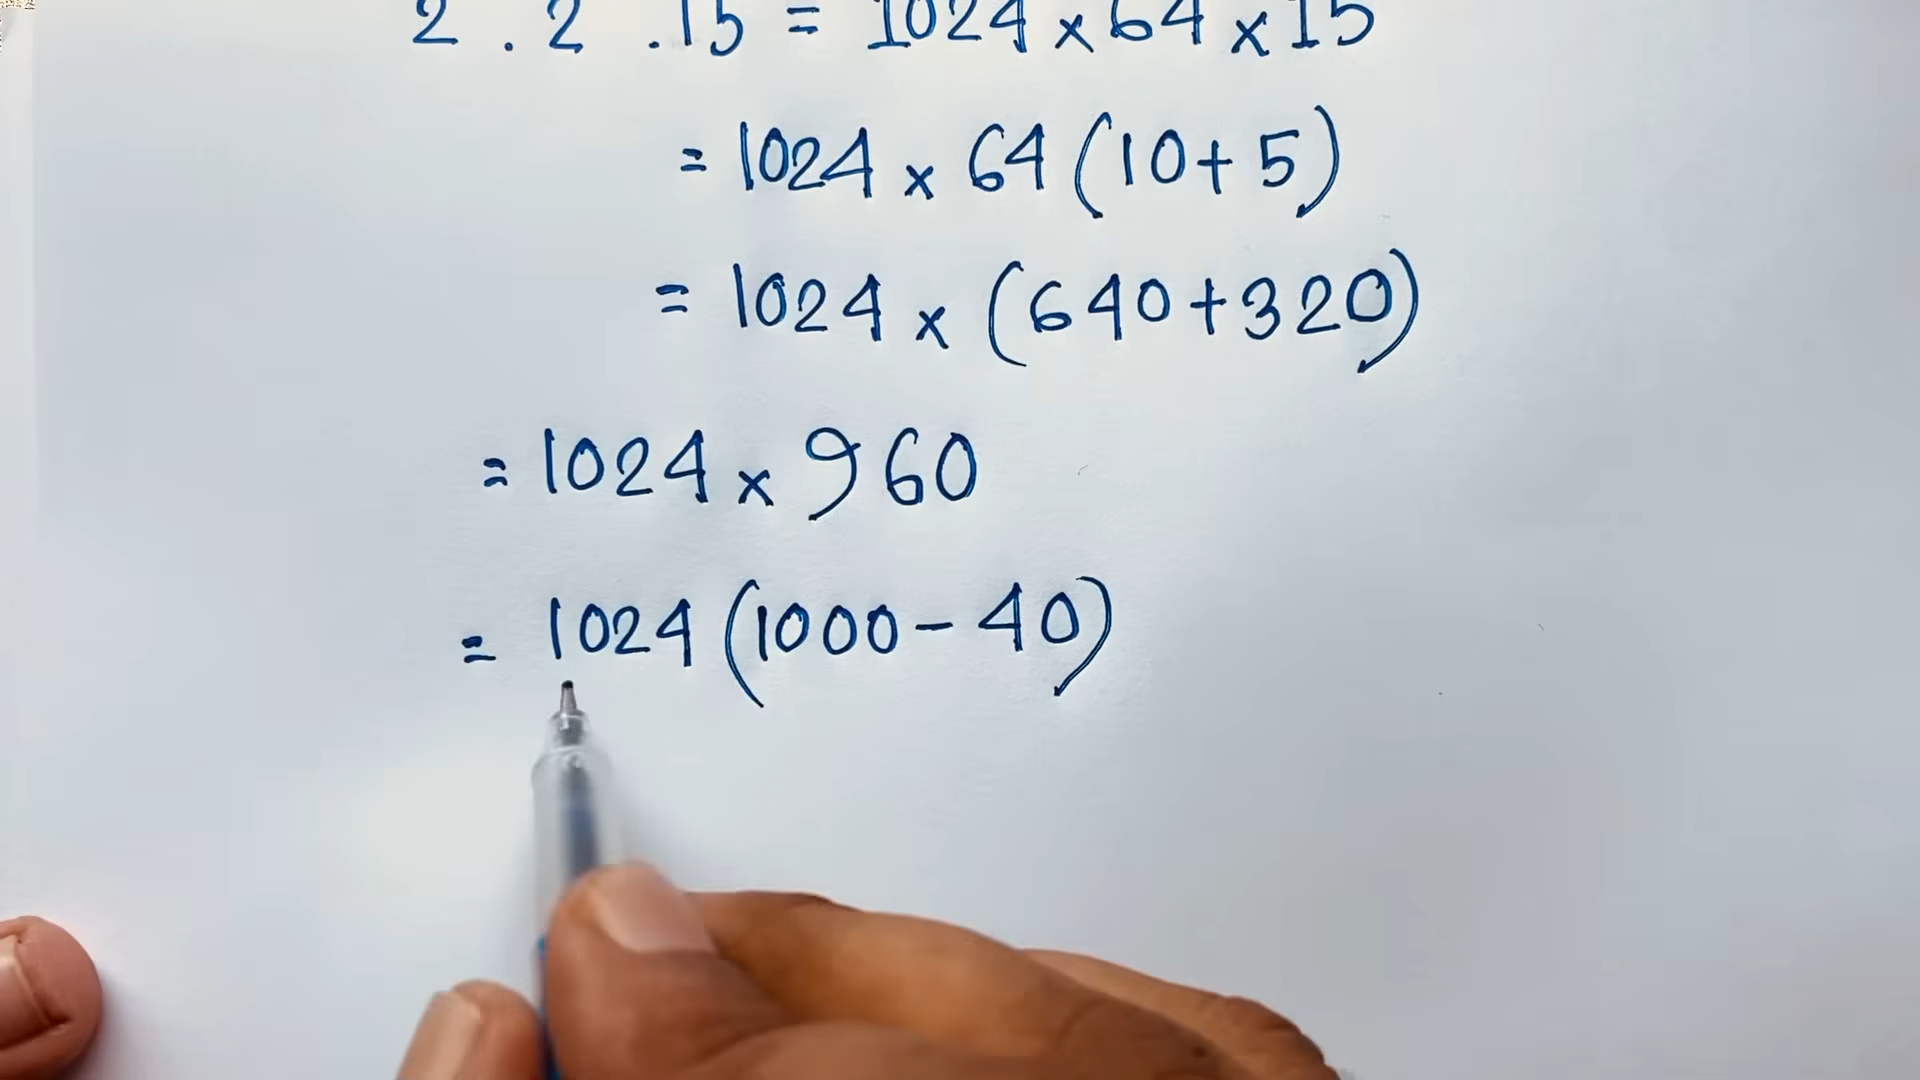 2 . 2 . 15 = 1024 × 64 × 15
= 1024 × 64 (10 + 5)
= 1024 × (640 + 320)
= 1024 × 960
= 1024 (1000 - 40)